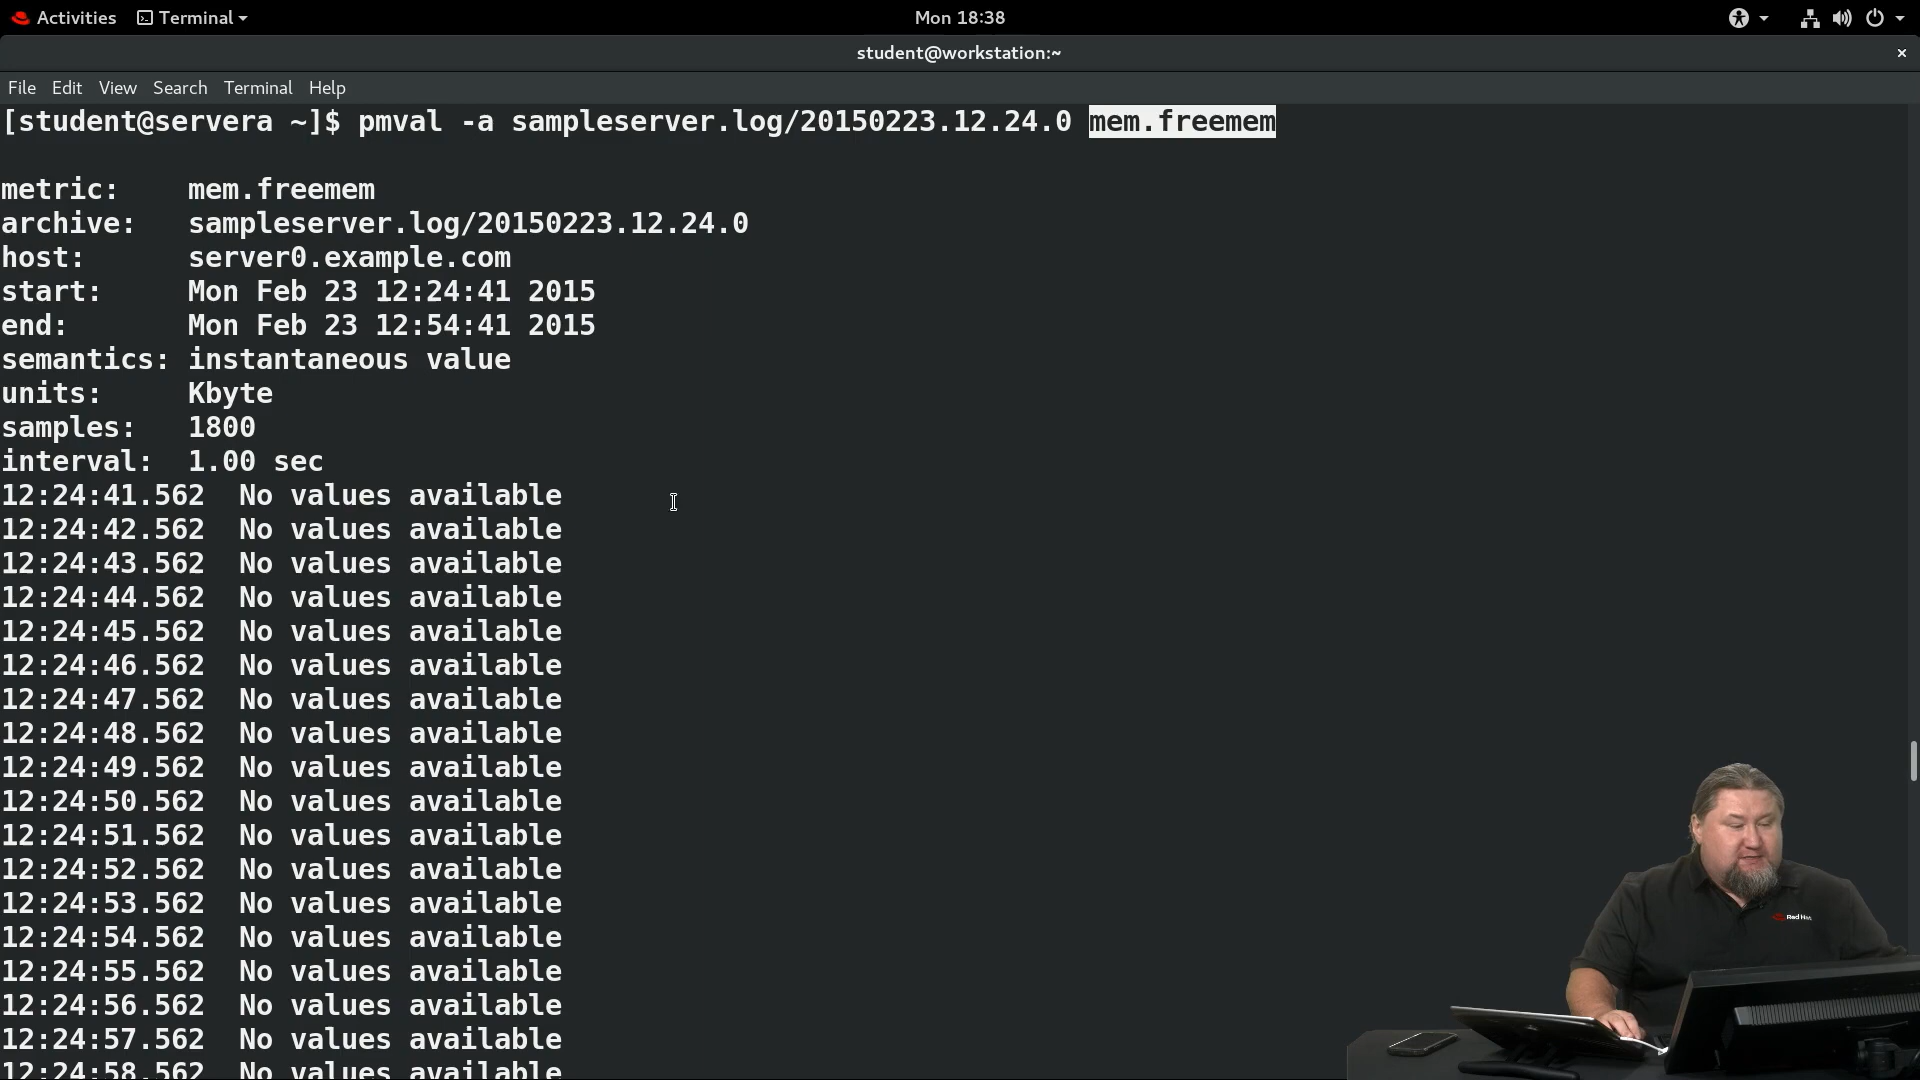 Activities Terminal Mon 18:38
student@workstation:~
File Edit View Search Terminal Help
[student@servera ~]$ pmval -a sampleserver.log/20150223.12.24.0 mem.freemem
metric: mem.freemem
archive: sampleserver.log/20150223.12.24.0
host: server0.example.com
start: Mon Feb 23 12:24:41 2015
end: Mon Feb 23 12:54:41 2015
semantics: instantaneous value
units: Kbyte
samples: 1800
interval: 1.00 sec
12:24:41.562 No values available
12:24:42.562 No values available
12:24:43.562 No values available
12:24:44.562 No values available
12:24:45.562 No values available
12:24:46.562 No values available
12:24:47.562 No values available
12:24:48.562 No values available
12:24:49.562 No values available
12:24:50.562 No values available
12:24:51.562 No values available
12:24:52.562 No values available
12:24:53.562 No values available
12:24:54.562 No values available
12:24:55.562 No values available
12:24:56.562 No values available
12:24:57.562 No values available
12:24:58.562 No values available
Red Hat